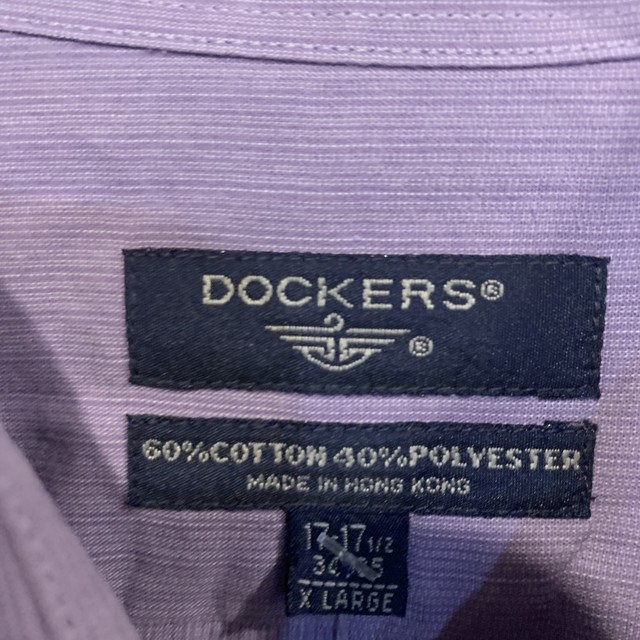 DOCKERS®
®
60%COTTON 40%POLYESTER
MADE IN HONG KONG
17-17 1/2
X LARGE